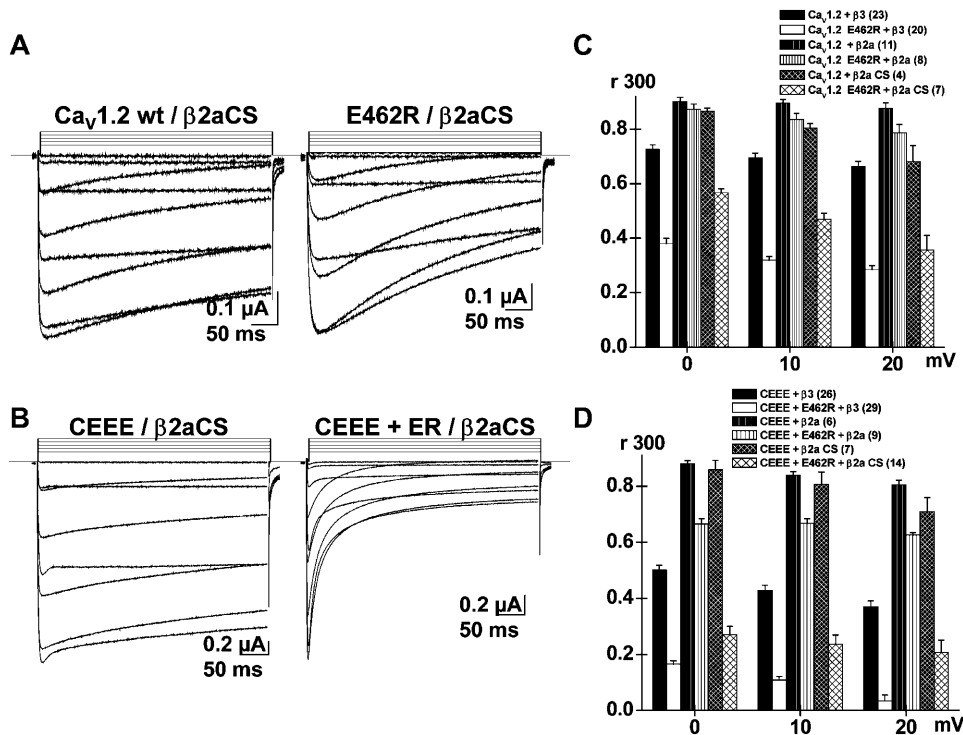 A
Caᵥ1.2 wt / β2aCS
E462R / β2aCS
0.1 µA
50 ms
0.1 µA
50 ms
B
CEEE / β2aCS
CEEE + ER / β2aCS
0.2 µA
50 ms
0.2 µA
50 ms
C
Caᵥ1.2 + β3 (23)
Caᵥ1.2 E462R + β3 (20)
Caᵥ1.2 + β2a (11)
Caᵥ1.2 E462R + β2a (8)
Caᵥ1.2 + β2a CS (4)
Caᵥ1.2 E462R + β2a CS (7)
r 300
0.8
0.6
0.4
0.2
0.0
0 10 20 mV
D
CEEE + β3 (26)
CEEE + E462R + β3 (29)
CEEE + β2a (6)
CEEE + E462R + β2a (9)
CEEE + β2a CS (7)
CEEE + E462R + β2a CS (14)
r 300
0.8
0.6
0.4
0.2
0.0
0 10 20 mV